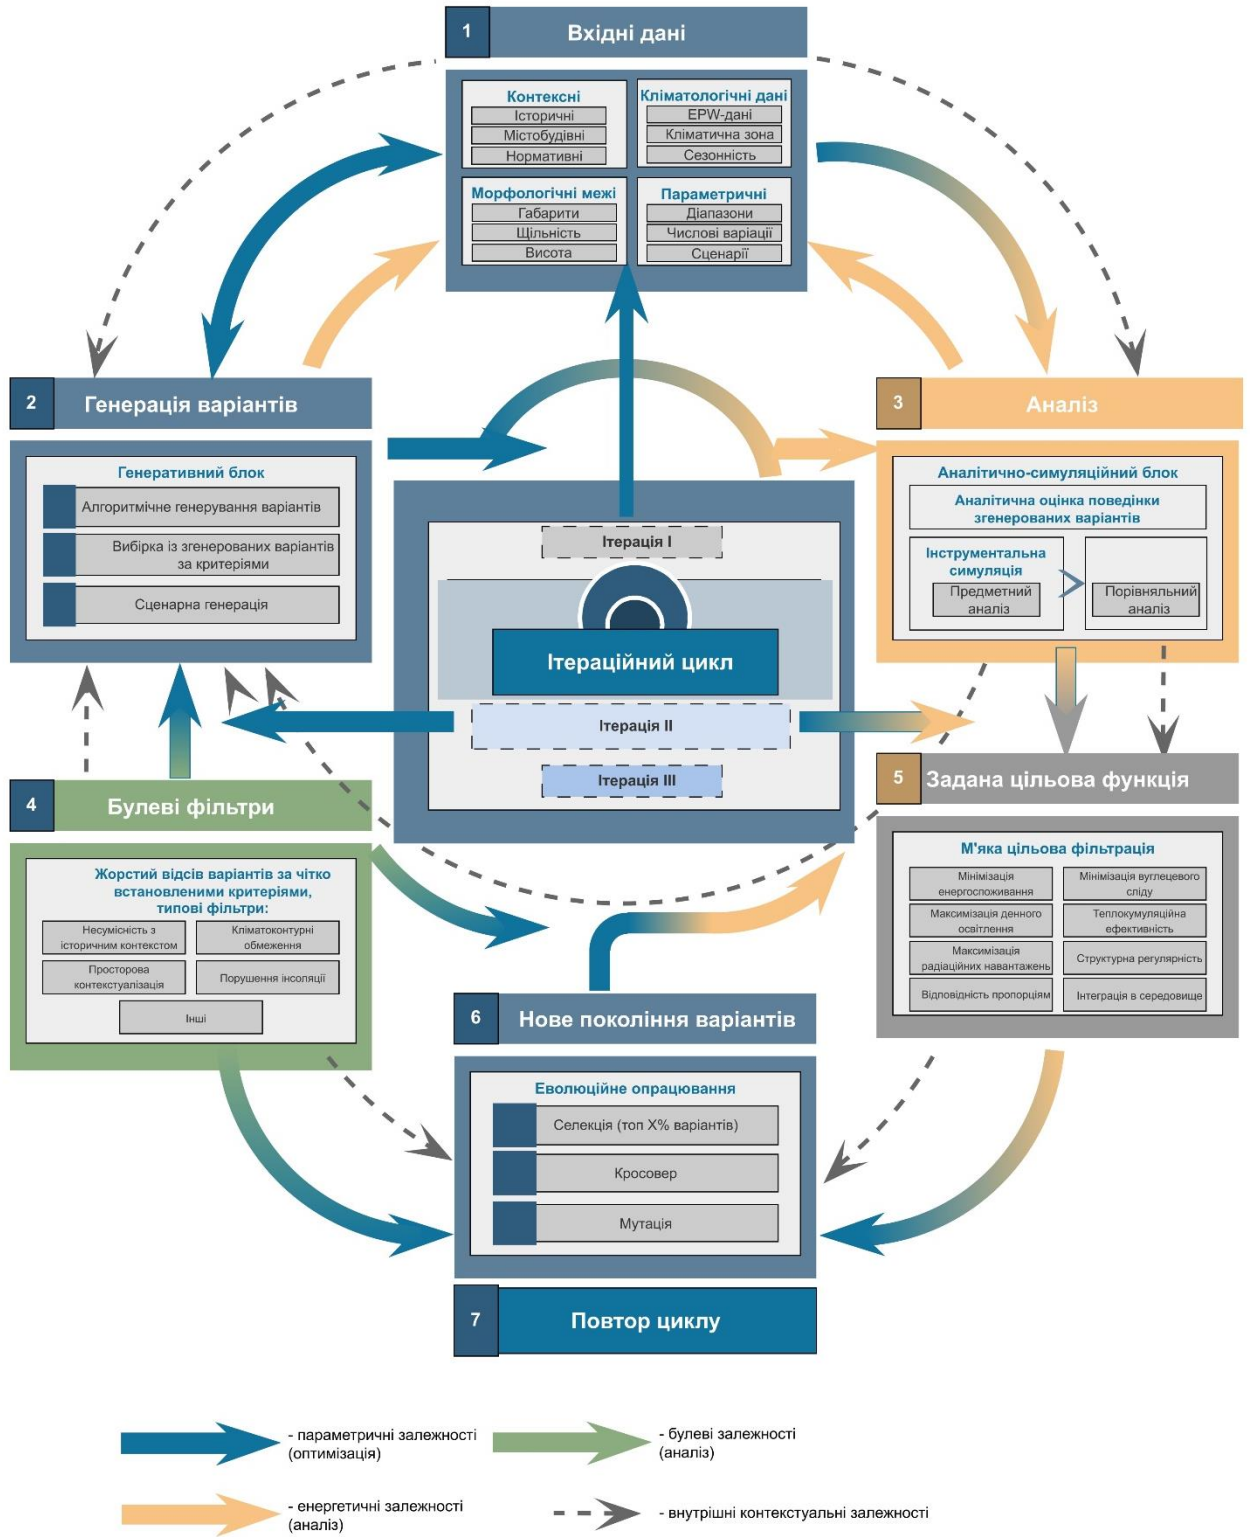 1
Вхідні дані
Контексні
Історичні
Містобудівні
Нормативні
Кліматологічні дані
EPW-дані
Кліматична зона
Сезонність
Морфологічні межі
Габарити
Щільність
Висота
Параметричні
Діапазони
Числові варіації
Сценарії
2
Генерація варіантів
Генеративний блок
Алгоритмічне генерування варіантів
Вибірка із згенерованих варіантів
за критеріями
Сценарна генерація
3
Аналіз
Аналітично-симуляційний блок
Аналітична оцінка поведінки
згенерованих варіантів
Інструментальна
симуляція
Предметний
аналіз
Порівняльний
аналіз
Ітерація I
Ітераційний цикл
Ітерація II
Ітерація III
4
Булеві фільтри
Жорстий відсів варіантів за чітко
встановленими критеріями,
типові фільтри:
Несумісність з
історичним контекстом
Кліматоконтурні
обмеження
Просторова
контекстуалізація
Порушення інсоляції
Інші
5
Задана цільова функція
М'яка цільова фільтрація
Мінімізація
енергоспоживання
Мінімізація вуглецевого
сліду
Максимізація денного
освітлення
Теплокумуляційна
ефективність
Максимізація
радіаційних навантажень
Структурна регулярність
Відповідність пропорціям
Інтеграція в середовище
6
Нове покоління варіантів
Еволюційне опрацювання
Селекція (топ X% варіантів)
Кросовер
Мутація
7
Повтор циклу
- параметричні залежності
(оптимізація)
- булеві залежності
(аналіз)
- енергетичні залежності
(аналіз)
- внутрішні контекстуальні залежності